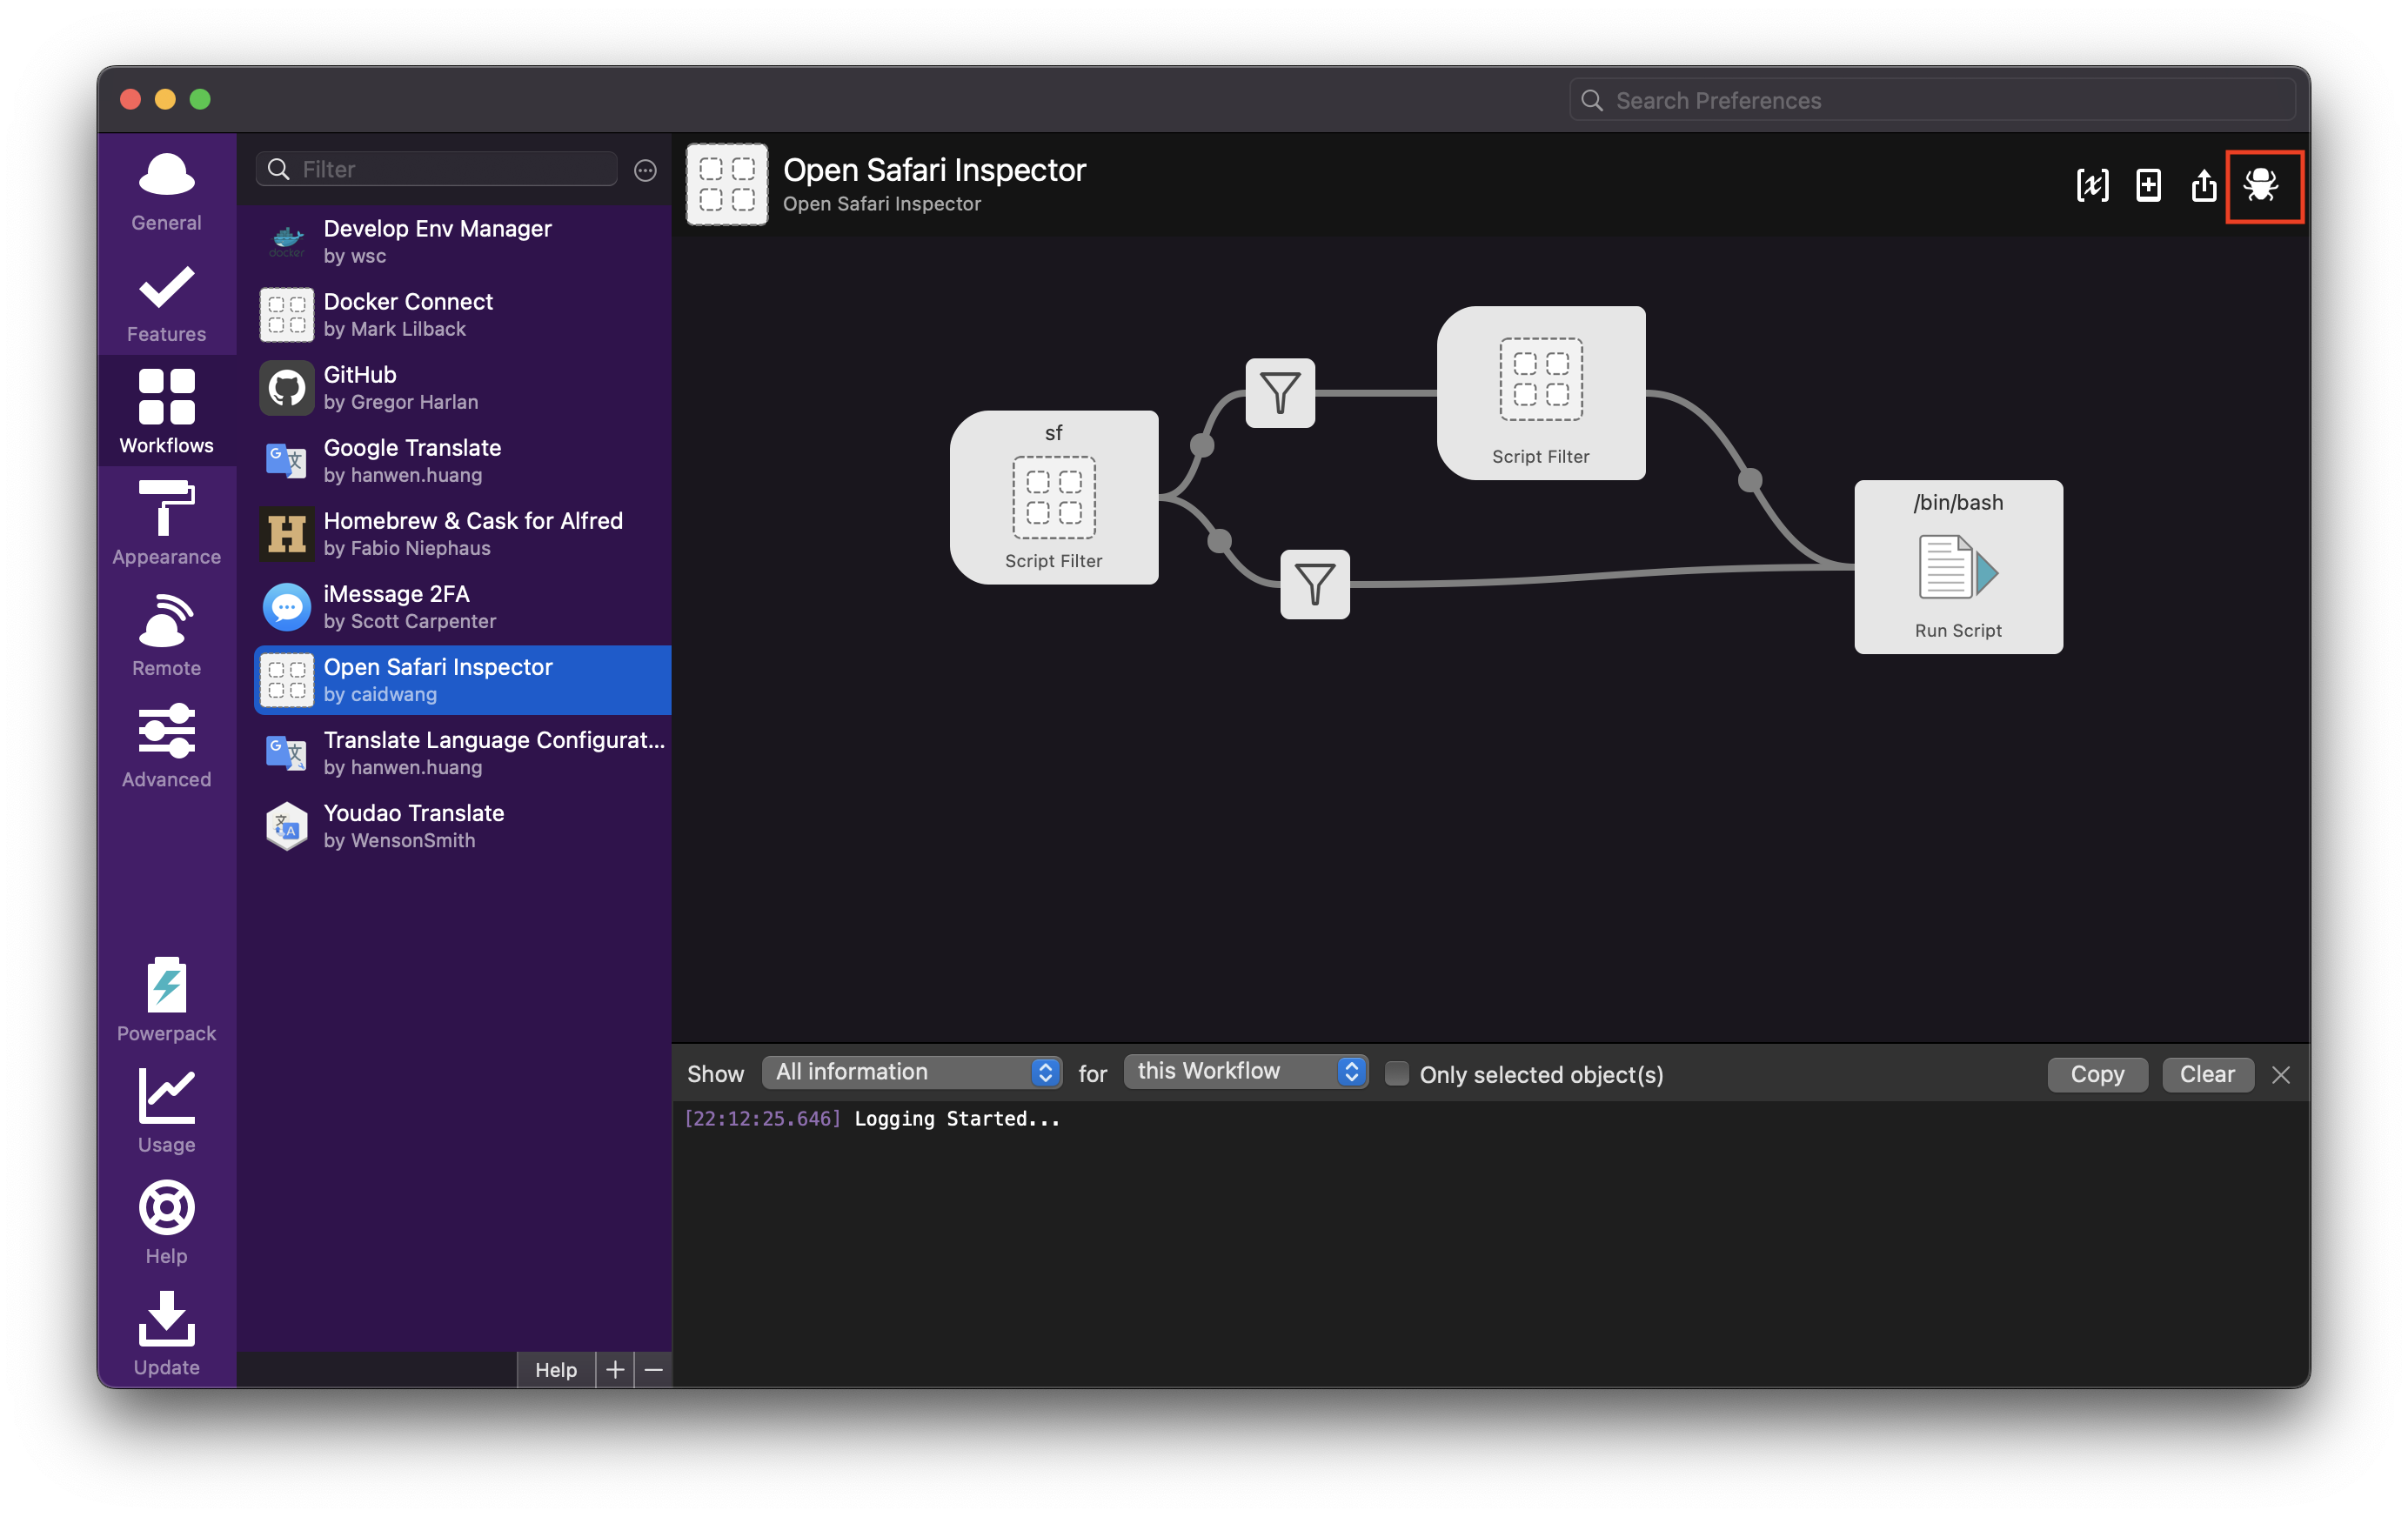 Search Preferences
General
Features
Workflows
Appearance
Remote
Advanced
Powerpack
Usage
Help
Update
Filter
Develop Env Manager
by wsc
Docker Connect
by Mark Lilback
GitHub
by Gregor Harlan
Google Translate
by hanwen.huang
Homebrew & Cask for Alfred
by Fabio Niephaus
iMessage 2FA
by Scott Carpenter
Open Safari Inspector
by caidwang
Translate Language Configurat...
by hanwen.huang
Youdao Translate
by WensonSmith
Help + −
Open Safari Inspector
Open Safari Inspector
sf
Script Filter
Script Filter
/bin/bash
Run Script
Show All information for this Workflow Only selected object(s) Copy Clear
[22:12:25.646] Logging Started...
docker